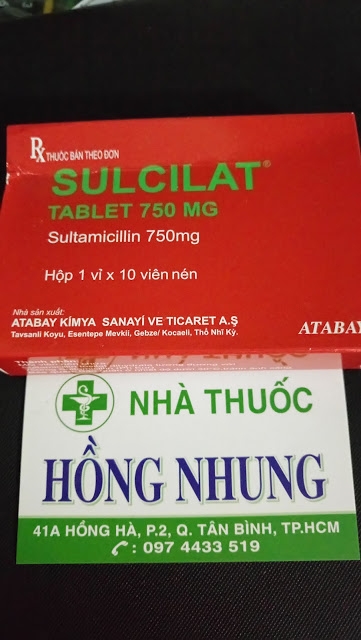 Rx THUỐC BÁN THEO ĐƠN
SULCILAT®
TABLET 750 MG
Sultamicillin 750mg
Hộp 1 vỉ x 10 viên nén
Nhà sản xuất:
ATABAY KİMYA SANAYİ VE TICARET A.Ş
Tavsanli Koyu, Esentepe Mevkii, Gebze/ Kocaeli, Thổ Nhĩ Kỳ.
ATABAY
NHÀ THUỐC
HỒNG NHUNG
41A HỒNG HÀ, P.2, Q. TÂN BÌNH, TP.HCM
: 097 4433 519